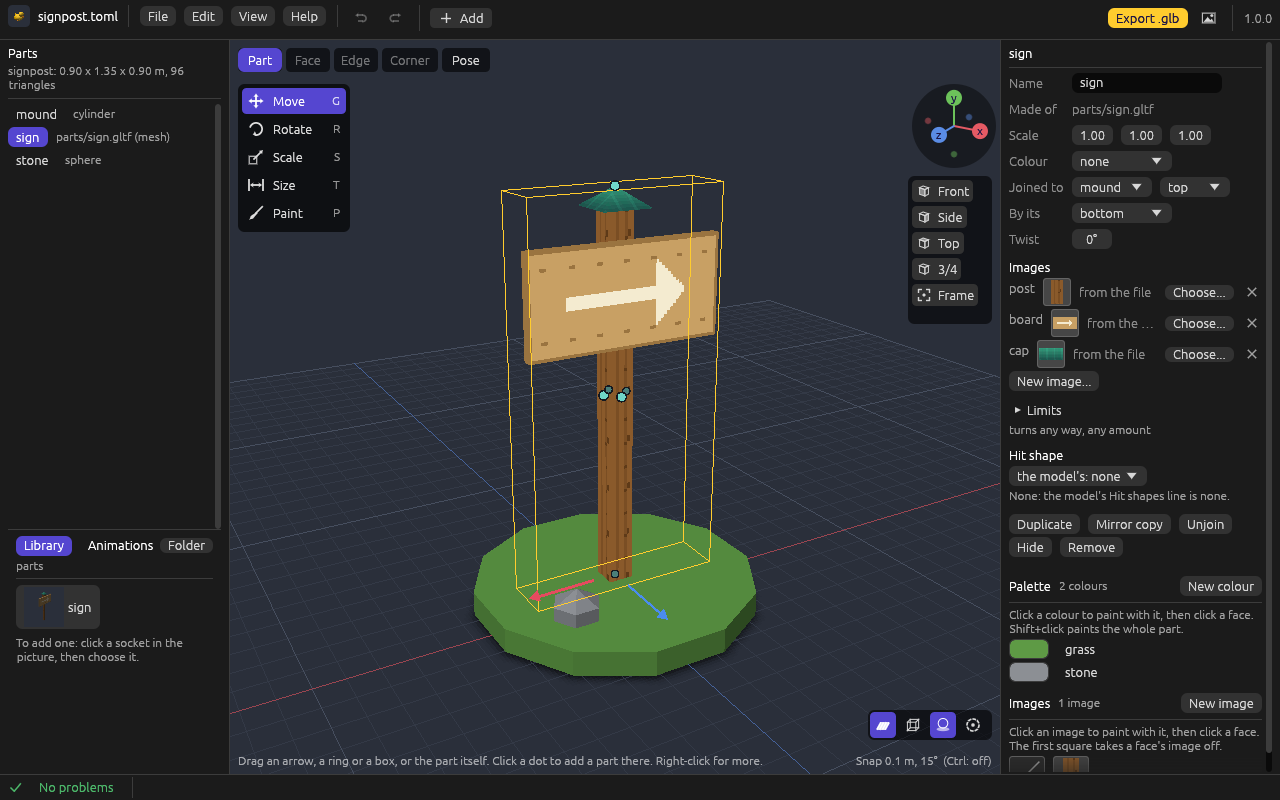 signpost.toml
File
Edit
View
Help
+ Add
Export .glb
1.0.0
Parts
signpost: 0.90 x 1.35 x 0.90 m, 96
triangles
mound cylinder
sign parts/sign.gltf (mesh)
stone sphere
Library
Animations
Folder
parts
sign
To add one: click a socket in the
picture, then choose it.
Part
Face
Edge
Corner
Pose
Move G
Rotate R
Scale S
Size T
Paint P
y
x
z
Front
Side
Top
3/4
Frame
Drag an arrow, a ring or a box, or the part itself. Click a dot to add a part there. Right-click for more.
Snap 0.1 m, 15° (Ctrl: off)
sign
Name sign
Made of parts/sign.gltf
Scale 1.00 1.00 1.00
Colour none
Joined to mound top
By its bottom
Twist 0°
Images
post from the file Choose...
board from the ... Choose...
cap from the file Choose...
New image...
Limits
turns any way, any amount
Hit shape
the model's: none
None: the model's Hit shapes line is none.
Duplicate
Mirror copy
Unjoin
Hide
Remove
Palette 2 colours New colour
Click a colour to paint with it, then click a face.
Shift+click paints the whole part.
grass
stone
Images 1 image New image
Click an image to paint with it, then click a face.
The first square takes a face's image off.
No problems